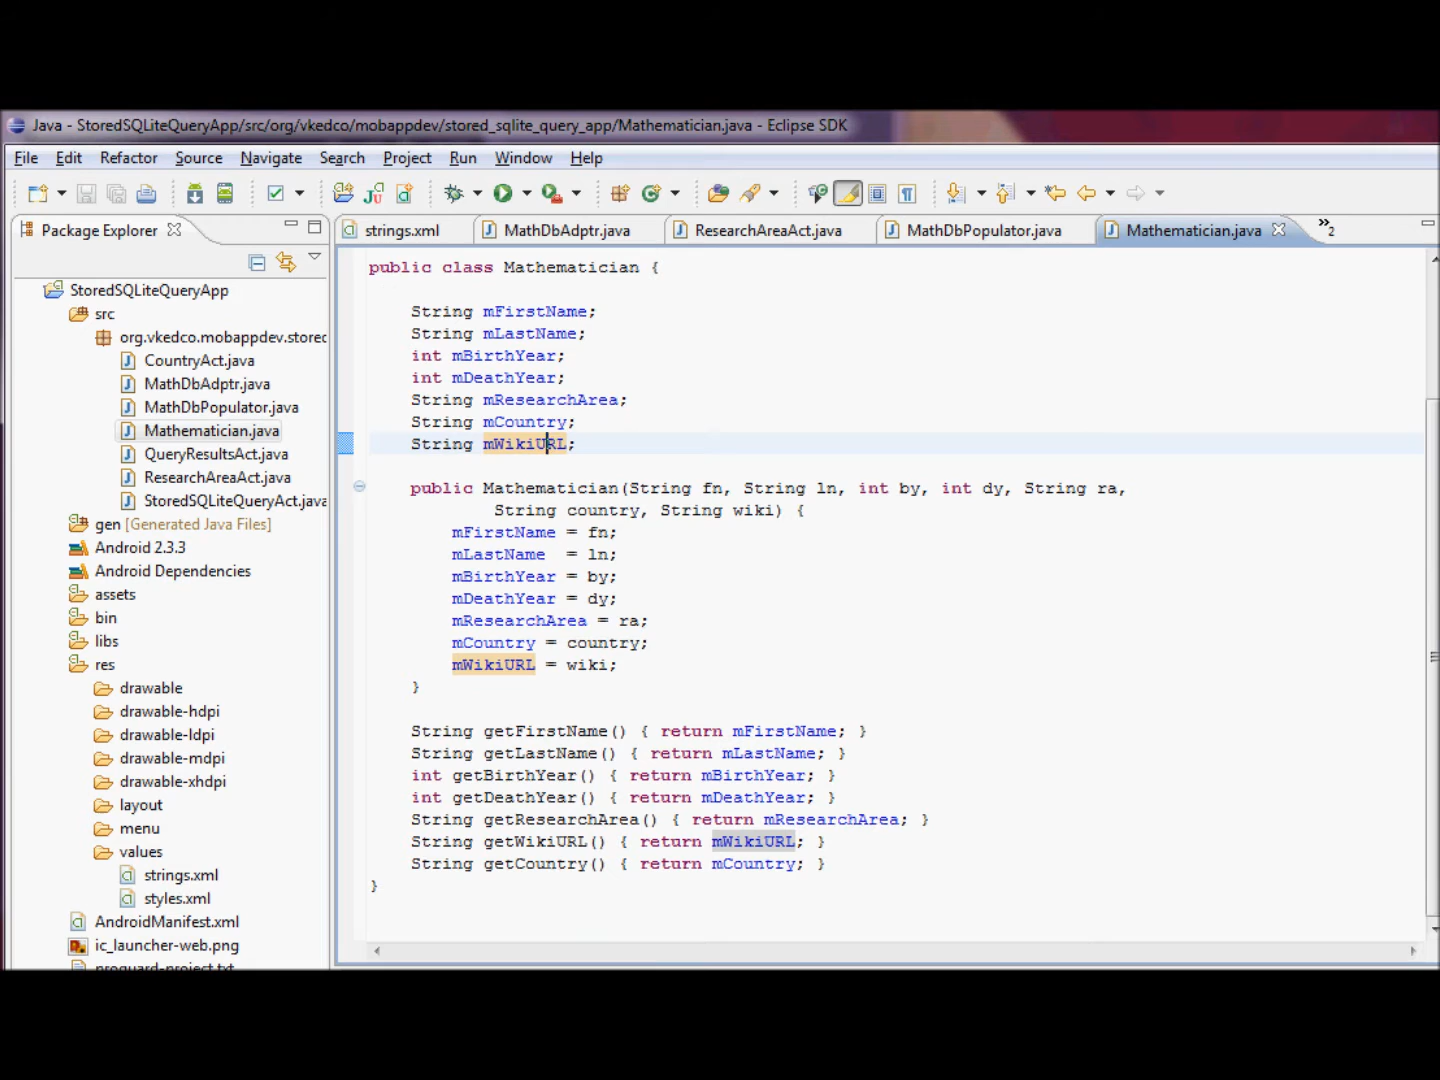 Java - StoredSQLiteQueryApp/src/org/vkedco/mobappdev/stored_sqlite_query_app/Mathematician.java - Eclipse SDK
File Edit Refactor Source Navigate Search Project Run Window Help
Package Explorer
strings.xml MathDbAdptr.java ResearchAreaAct.java MathDbPopulator.java Mathematician.java »2
StoredSQLiteQueryApp
src
org.vkedco.mobappdev.stored
CountryAct.java
MathDbAdptr.java
MathDbPopulator.java
Mathematician.java
QueryResultsAct.java
ResearchAreaAct.java
StoredSQLiteQueryAct.java
gen [Generated Java Files]
Android 2.3.3
Android Dependencies
assets
bin
libs
res
drawable
drawable-hdpi
drawable-ldpi
drawable-mdpi
drawable-xhdpi
layout
menu
values
strings.xml
styles.xml
AndroidManifest.xml
ic_launcher-web.png
proguard-project.txt
public class Mathematician {
String mFirstName;
String mLastName;
int mBirthYear;
int mDeathYear;
String mResearchArea;
String mCountry;
String mWikiURL;
public Mathematician(String fn, String ln, int by, int dy, String ra,
String country, String wiki) {
mFirstName = fn;
mLastName  = ln;
mBirthYear = by;
mDeathYear = dy;
mResearchArea = ra;
mCountry = country;
mWikiURL = wiki;
}
String getFirstName() { return mFirstName; }
String getLastName() { return mLastName; }
int getBirthYear() { return mBirthYear; }
int getDeathYear() { return mDeathYear; }
String getResearchArea() { return mResearchArea; }
String getWikiURL() { return mWikiURL; }
String getCountry() { return mCountry; }
}